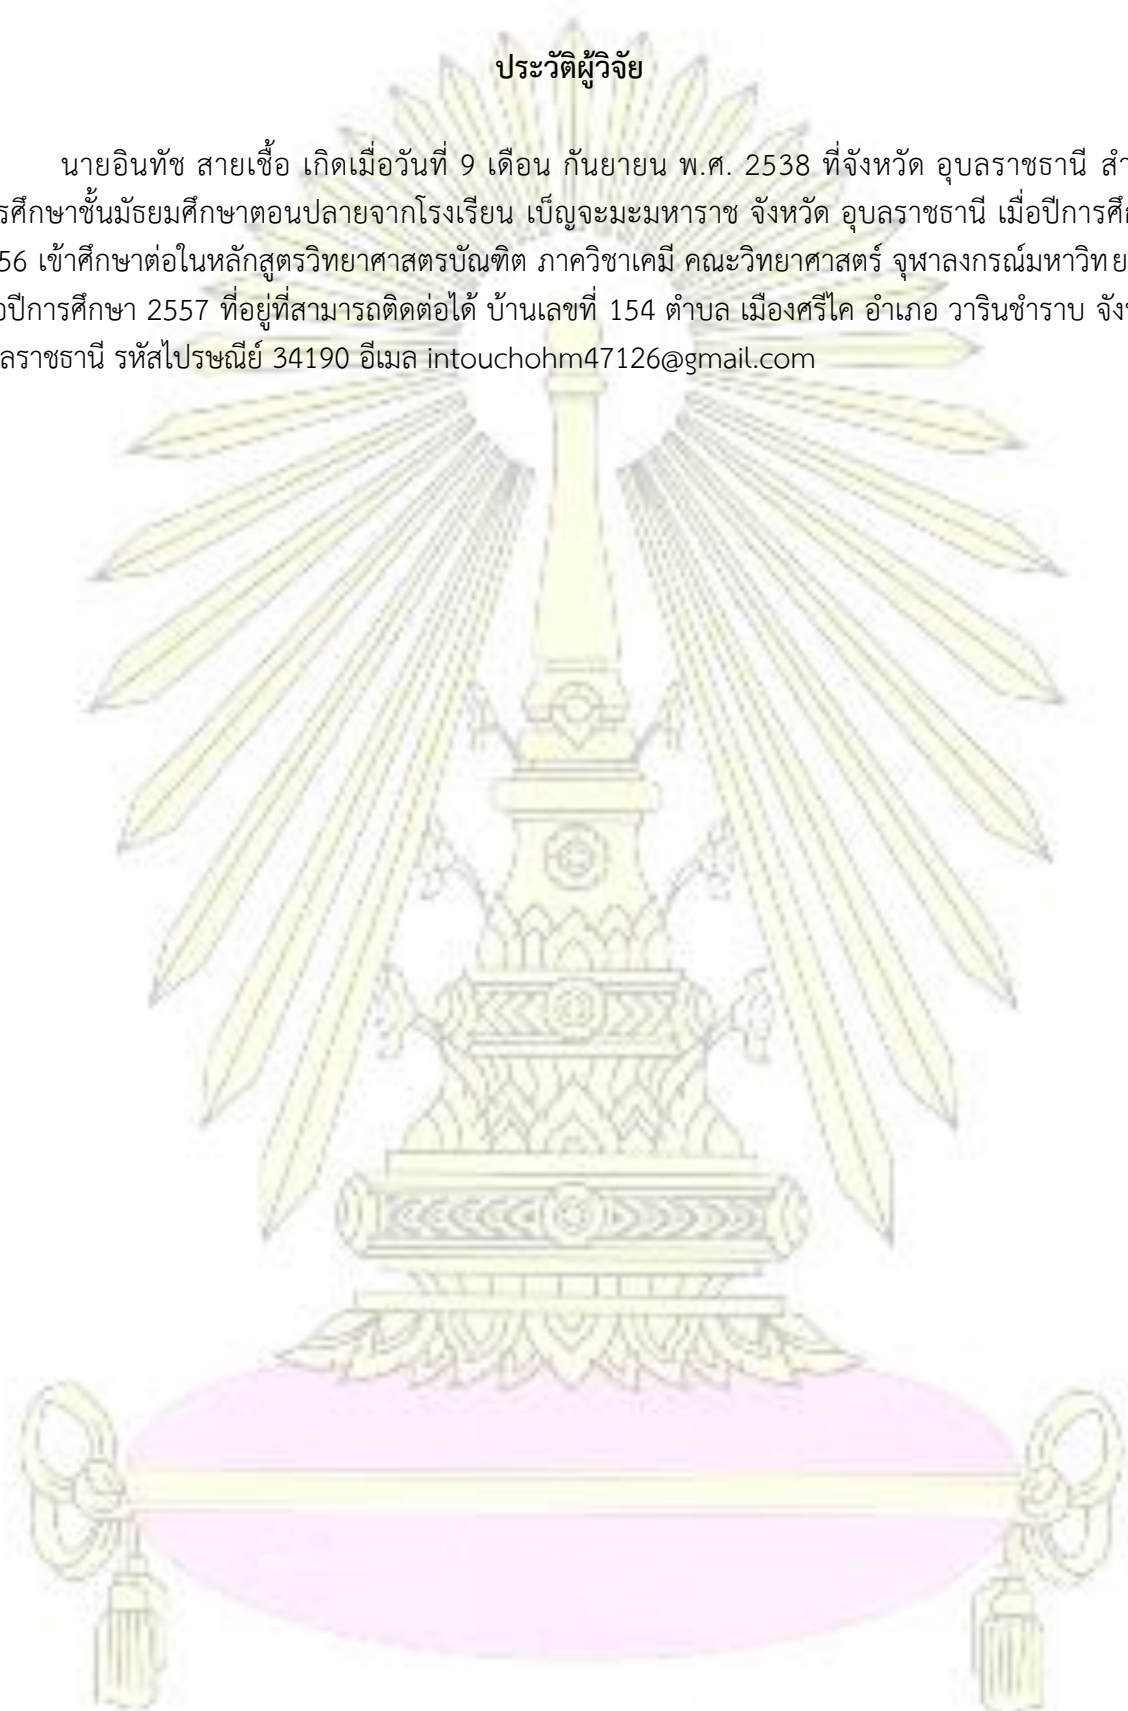 ประวัติผู้วิจัย
นายอินทัช สายเชื้อ เกิดเมื่อวันที่ 9 เดือน กันยายน พ.ศ. 2538 ที่จังหวัด อุบลราชธานี สำ
รศึกษาชั้นมัธยมศึกษาตอนปลายจากโรงเรียน เบ็ญจะมะมหาราช จังหวัด อุบลราชธานี เมื่อปีการศึก
56 เข้าศึกษาต่อในหลักสูตรวิทยาศาสตรบัณฑิต ภาควิชาเคมี คณะวิทยาศาสตร์ จุฬาลงกรณ์มหาวิทย
อปีการศึกษา 2557 ที่อยู่ที่สามารถติดต่อได้ บ้านเลขที่ 154 ตำบล เมืองศรีไค อำเภอ วารินชำราบ จัง
ลราชธานี รหัสไปรษณีย์ 34190 อีเมล intouchohm47126@gmail.com